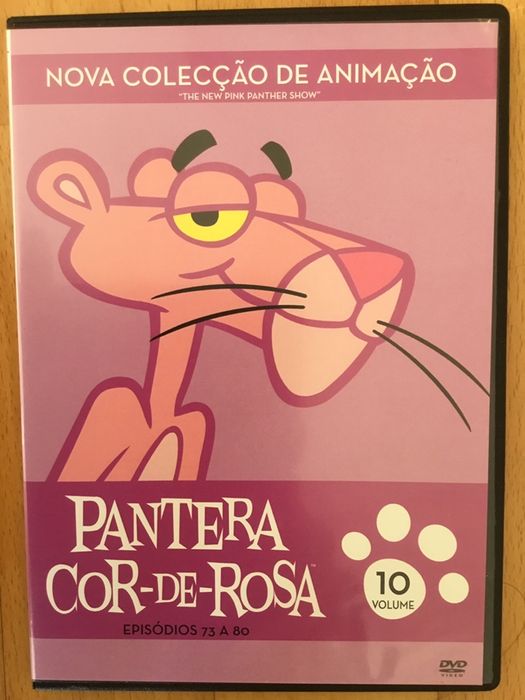 NOVA COLECÇÃO DE ANIMAÇÃO
"THE NEW PINK PANTHER SHOW"
PANTERA
COR-DE-ROSA™
EPISÓDIOS 73 A 80
10
VOLUME
DVD
VIDEO